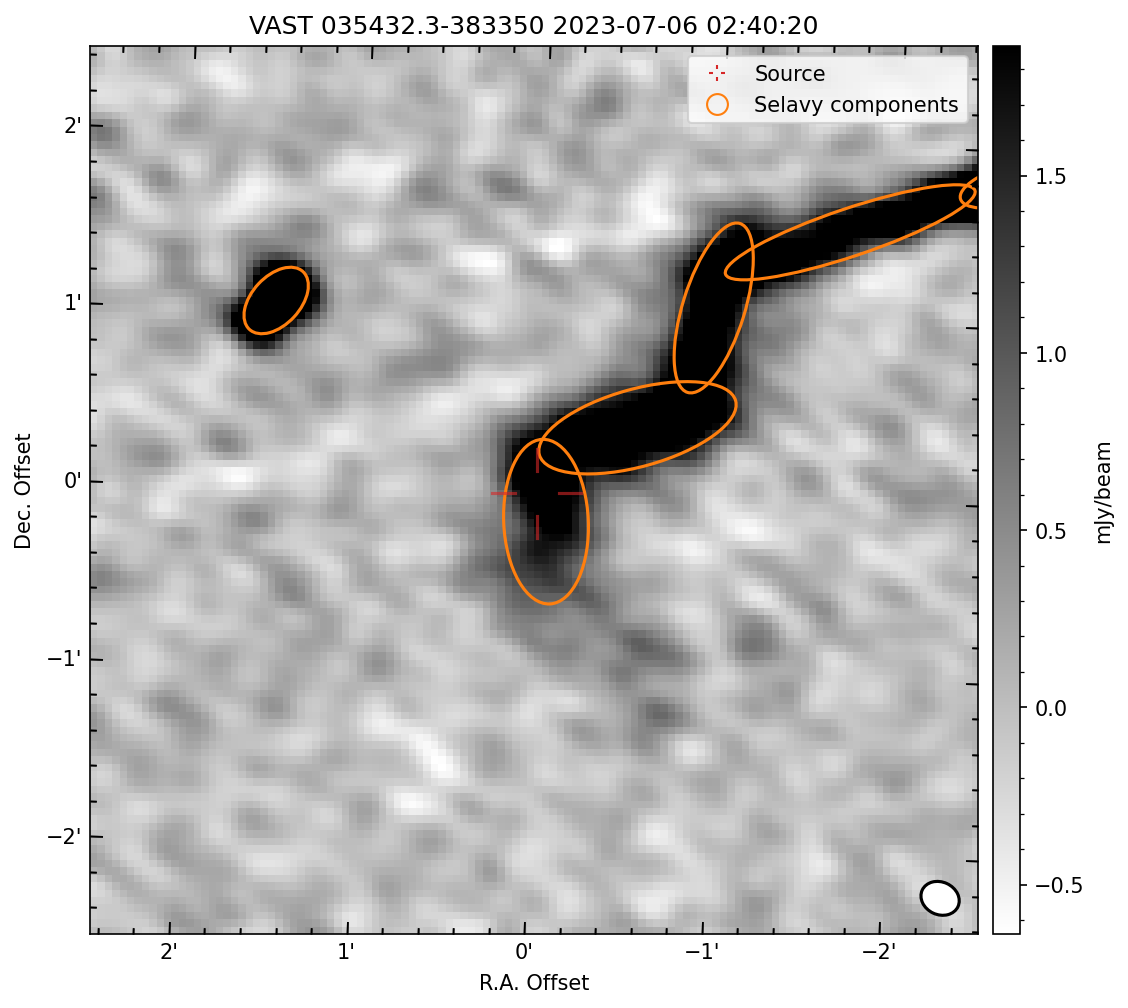 VAST 035432.3-383350 2023-07-06 02:40:20
Source
Selavy components
2'
1'
0'
−1'
−2'
Dec. Offset
2'
1'
0'
−1'
−2'
R.A. Offset
1.5
1.0
0.5
0.0
−0.5
mJy/beam